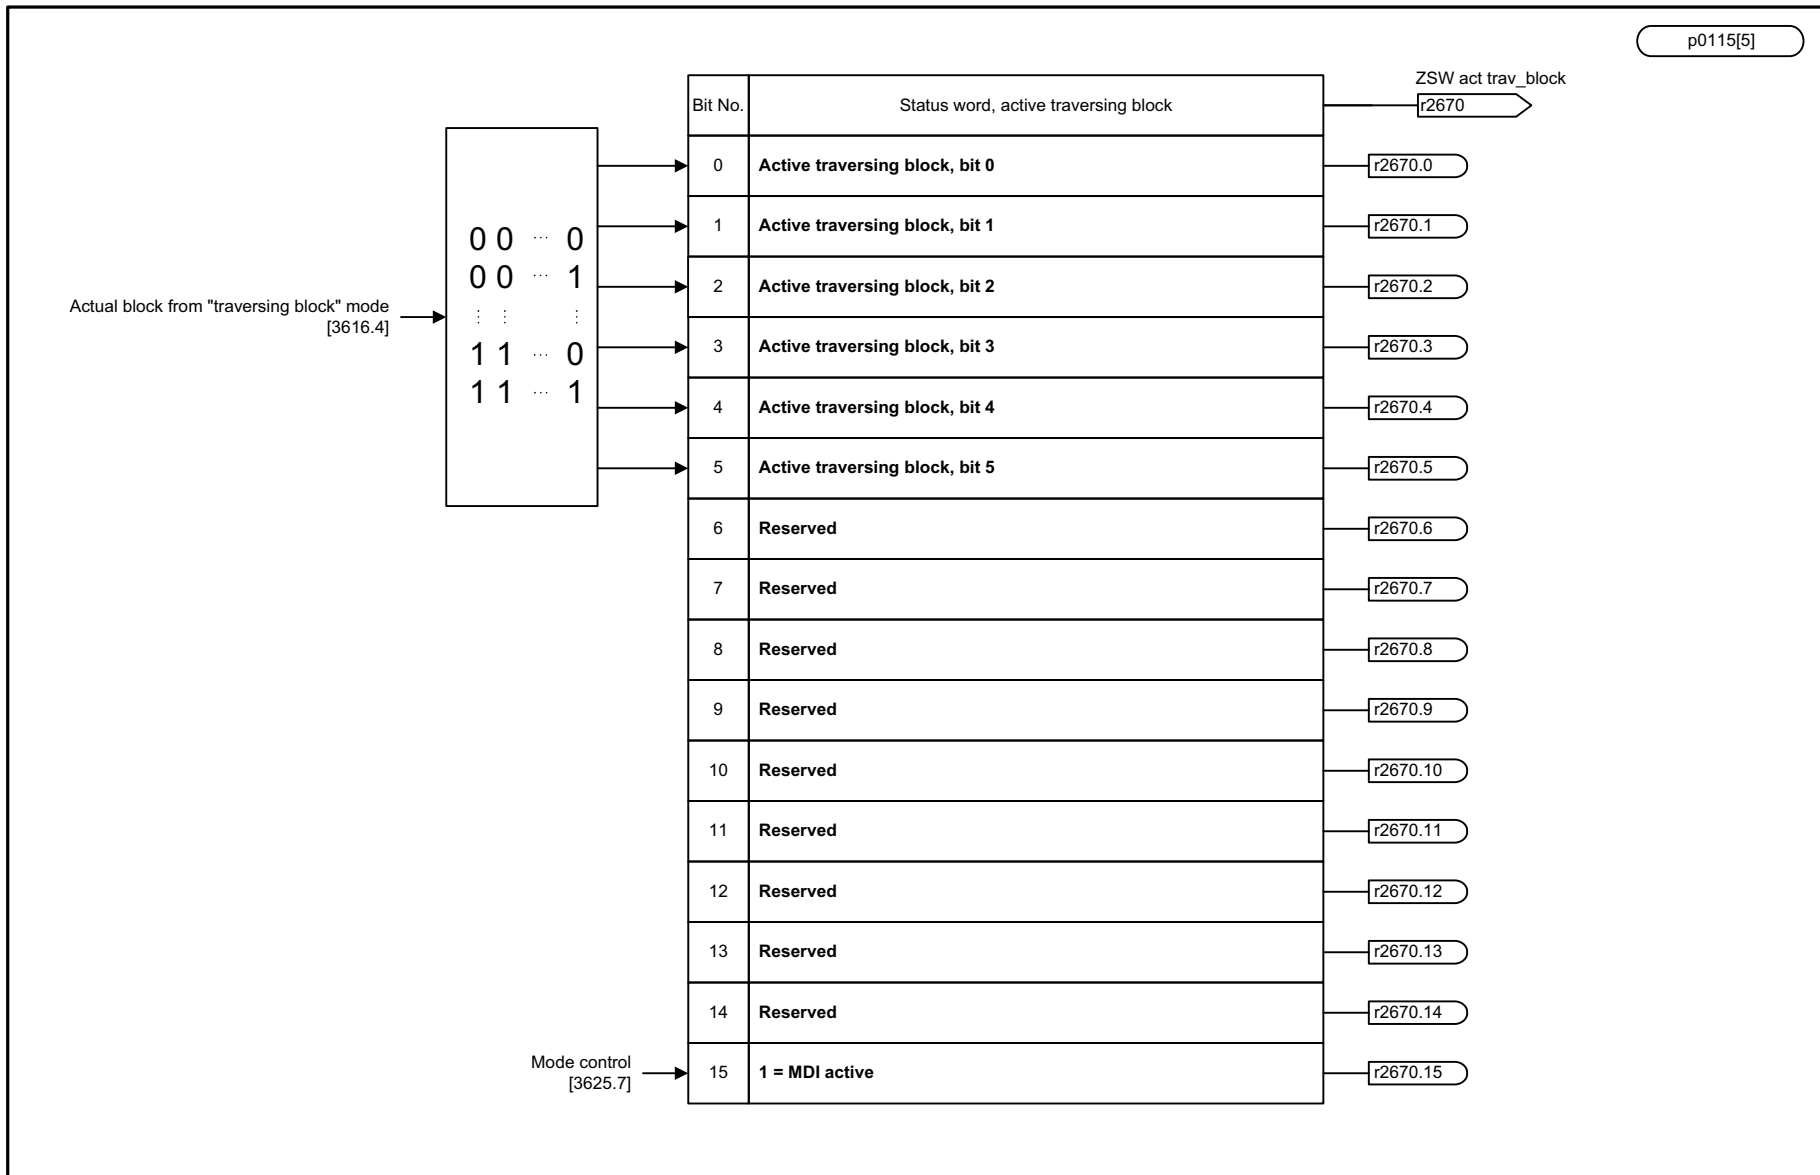 p0115[5]
ZSW act trav_block
r2670
Bit No. Status word, active traversing block
0 Active traversing block, bit 0 r2670.0
1 Active traversing block, bit 1 r2670.1
2 Active traversing block, bit 2 r2670.2
3 Active traversing block, bit 3 r2670.3
4 Active traversing block, bit 4 r2670.4
5 Active traversing block, bit 5 r2670.5
6 Reserved r2670.6
7 Reserved r2670.7
8 Reserved r2670.8
9 Reserved r2670.9
10 Reserved r2670.10
11 Reserved r2670.11
12 Reserved r2670.12
13 Reserved r2670.13
14 Reserved r2670.14
15 1 = MDI active r2670.15
Actual block from "traversing block" mode
[3616.4]
0 0 ... 0
0 0 ... 1
⋮ ⋮ ⋮
1 1 ... 0
1 1 ... 1
Mode control
[3625.7]